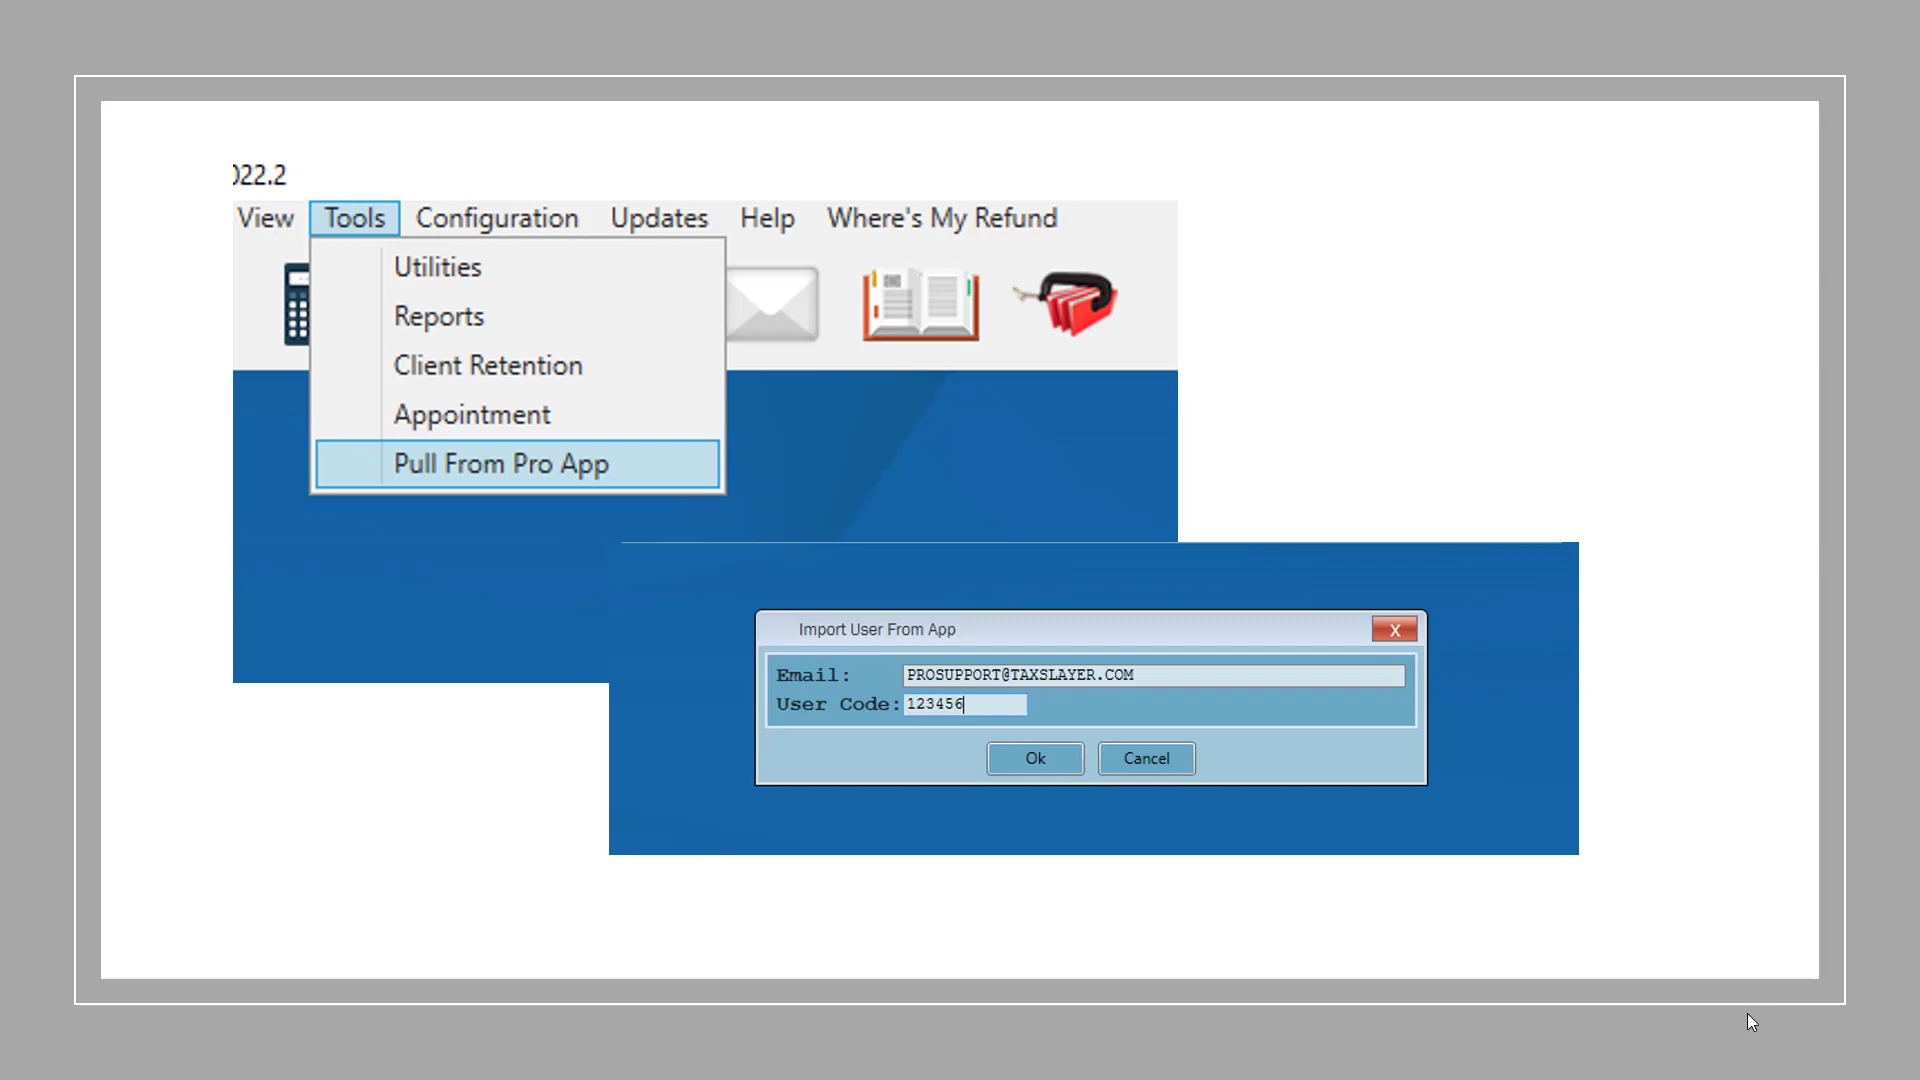 022.2
View Tools Configuration Updates Help Where's My Refund
Utilities
Reports
Client Retention
Appointment
Pull From Pro App
Import User From App X
Email: PROSUPPORT@TAXSLAYER.COM
User Code: 123456
Ok Cancel